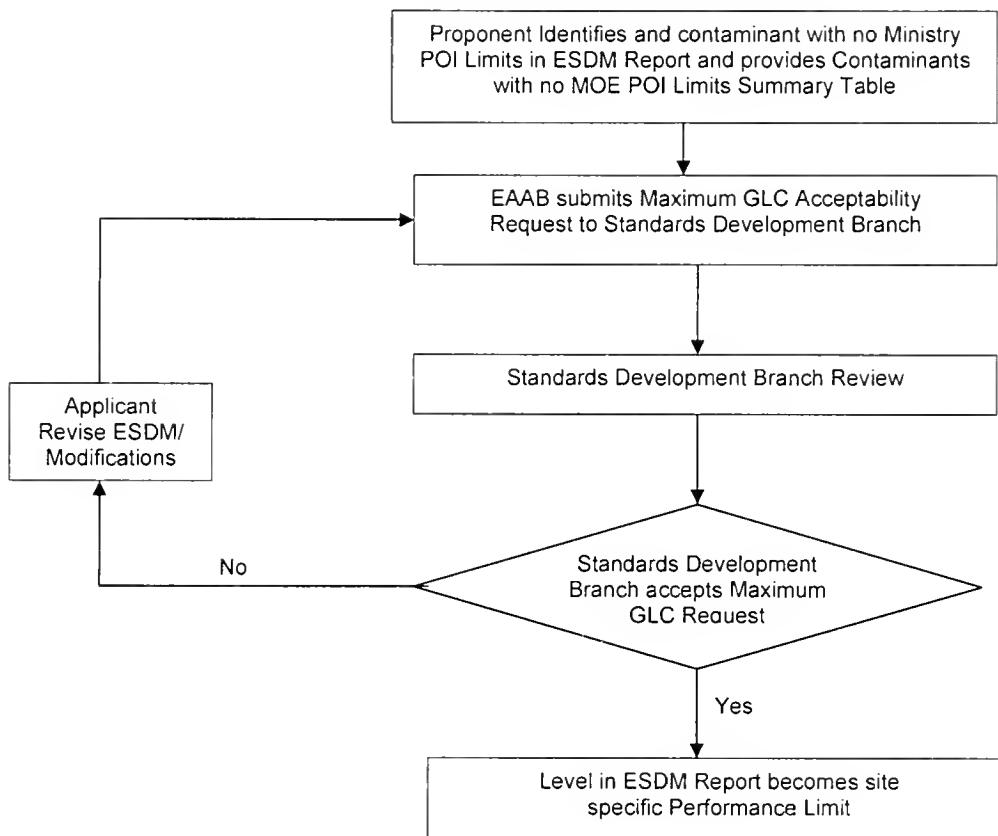 Proponent Identifies and contaminant with no Ministry
POI Limits in ESDM Report and provides Contaminants
with no MOE POI Limits Summary Table
EAAB submits Maximum GLC Acceptability
Request to Standards Development Branch
Standards Development Branch Review
Applicant
Revise ESDM/
Modifications
No
Standards Development
Branch accepts Maximum
GLC Request
Yes
Level in ESDM Report becomes site
specific Performance Limit